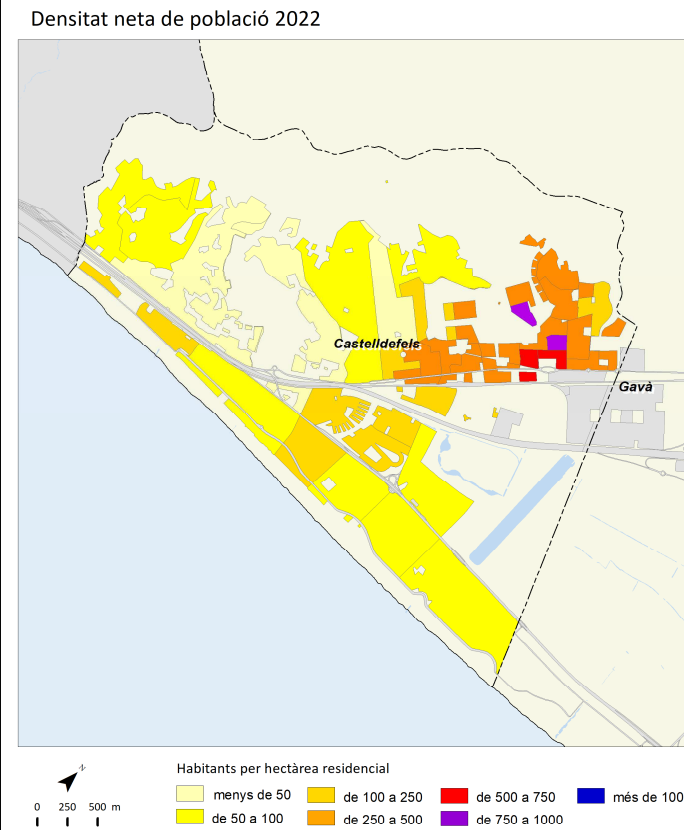 Densitat neta de població 2022
Castelldefels
Gavà
N
Habitants per hectàrea residencial
menys de 50
de 100 a 250
de 500 a 750
més de 100
de 50 a 100
de 250 a 500
de 750 a 1000
0 250 500 m